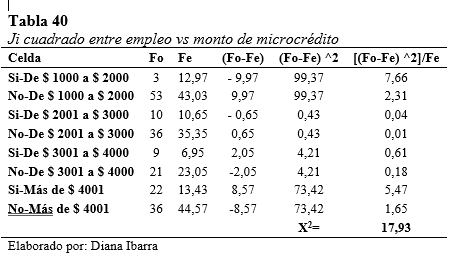 Tabla 40
Ji cuadrado entre empleo vs monto de microcrédito
Celda Fo Fe (Fo-Fe) (Fo-Fe) ^2 [(Fo-Fe) ^2]/Fe
Si-De $ 1000 a $ 2000 3 12,97 - 9,97 99,37 7,66
No-De $ 1000 a $ 2000 53 43,03 9,97 99,37 2,31
Si-De $ 2001 a $ 3000 10 10,65 - 0,65 0,43 0,04
No-De $ 2001 a $ 3000 36 35,35 0,65 0,43 0,01
Si-De $ 3001 a $ 4000 9 6,95 2,05 4,21 0,61
No-De $ 3001 a $ 4000 21 23,05 -2,05 4,21 0,18
Si-Más de $ 4001 22 13,43 8,57 73,42 5,47
No-Más de $ 4001 36 44,57 -8,57 73,42 1,65
X²= 17,93
Elaborado por: Diana Ibarra